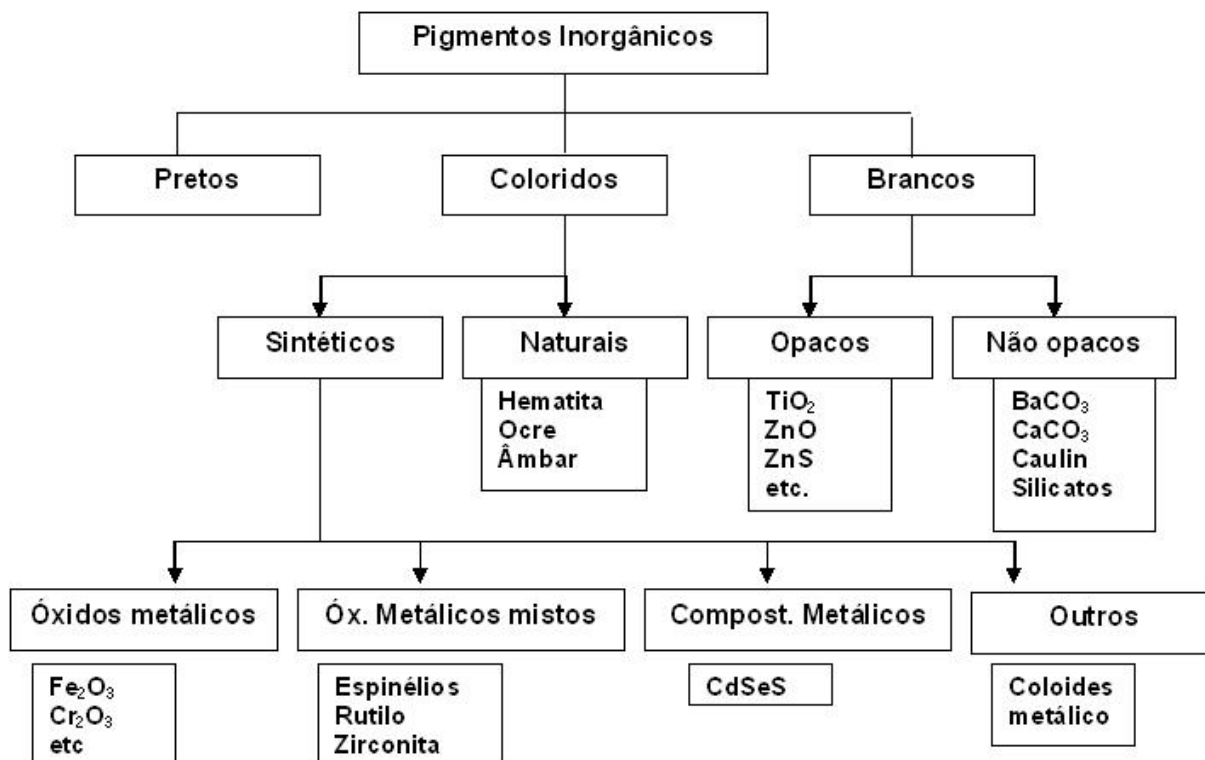 Pigmentos Inorgânicos
Pretos
Coloridos
Brancos
Sintéticos
Naturais
Opacos
Não opacos
Hematita
Ocre
Âmbar
TiO₂
ZnO
ZnS
etc.
BaCO₃
CaCO₃
Caulin
Silicatos
Óxidos metálicos
Óx. Metálicos mistos
Compost. Metálicos
Outros
Fe₂O₃
Cr₂O₃
etc
Espinélios
Rutilo
Zirconita
CdSeS
Coloides
metálico